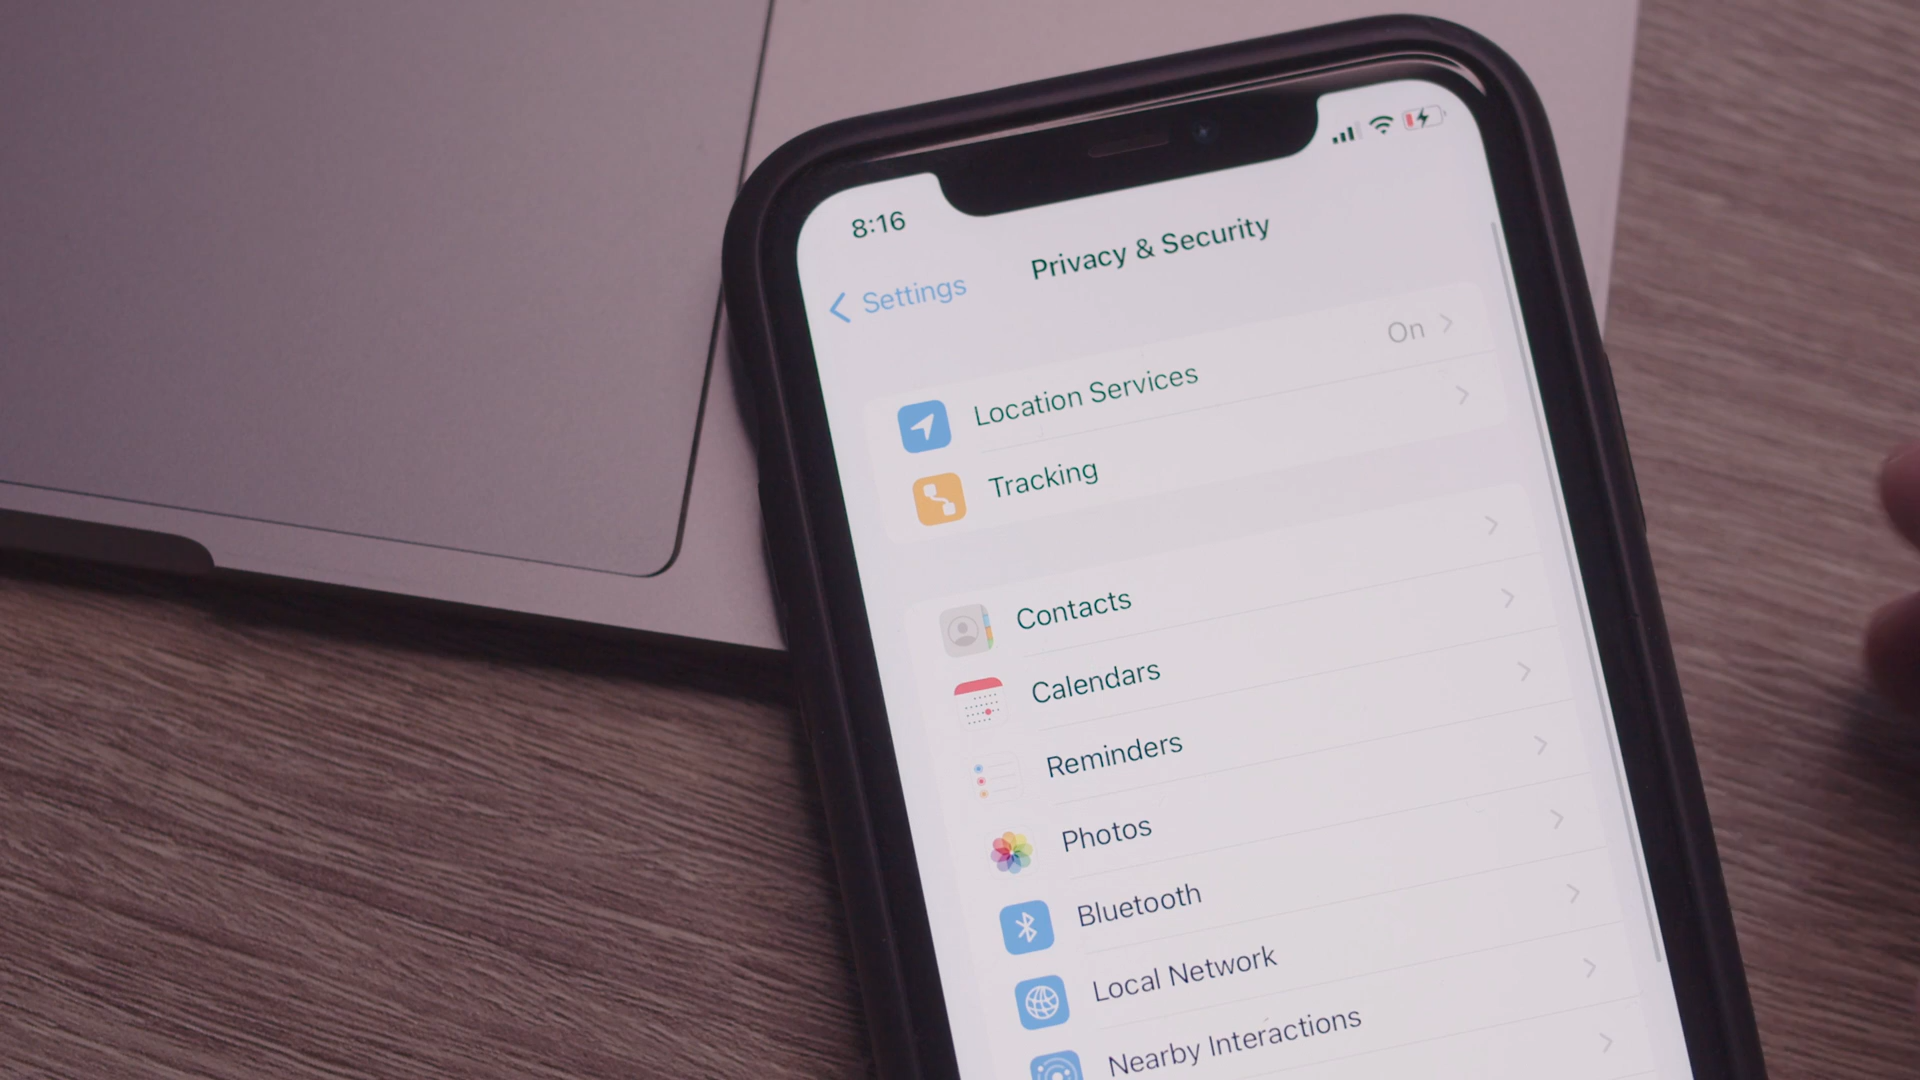 8:16
Settings
Privacy & Security
Location Services On
Tracking
Contacts
Calendars
Reminders
Photos
Bluetooth
Local Network
Nearby Interactions